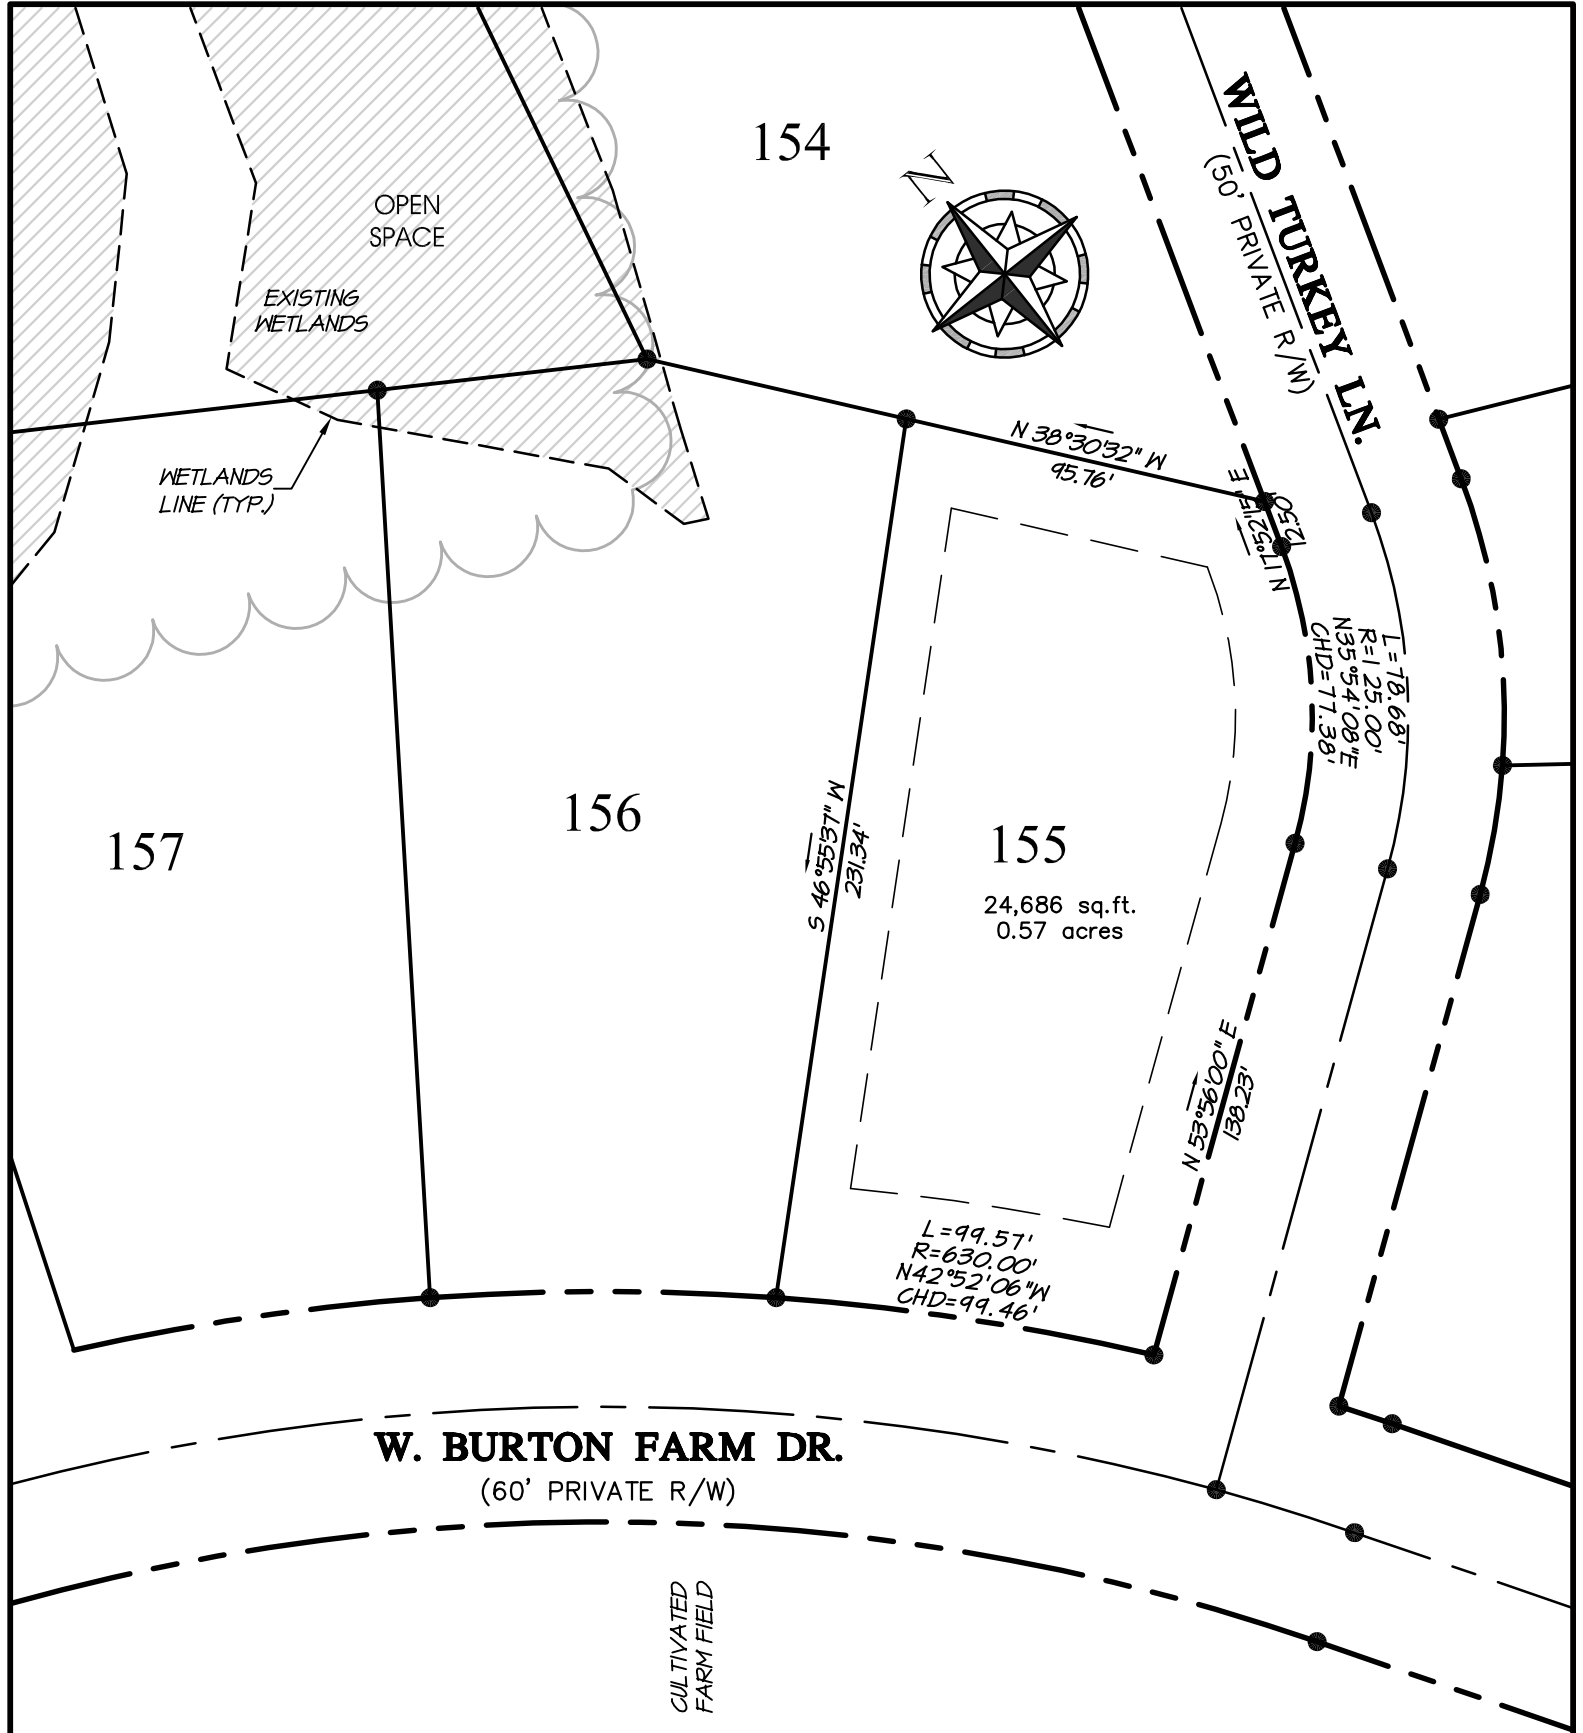 154
N
WILD TURKEY LN.
(50' PRIVATE R/W)
OPEN
SPACE
EXISTING
WETLANDS
WETLANDS
LINE (TYP.)
N 38°30'32" W
95.76'
N 17°52'15" E
12.50'
L=78.68'
R=125.00'
N35°54'08"E
CHD=77.38'
157
156
155
24,686 sq.ft.
0.57 acres
S 46°55'37" W
231.34'
N 53°56'00" E
138.23'
L=99.57'
R=630.00'
N42°52'06"W
CHD=99.46'
W. BURTON FARM DR.
(60' PRIVATE R/W)
CULTIVATED
FARM FIELD